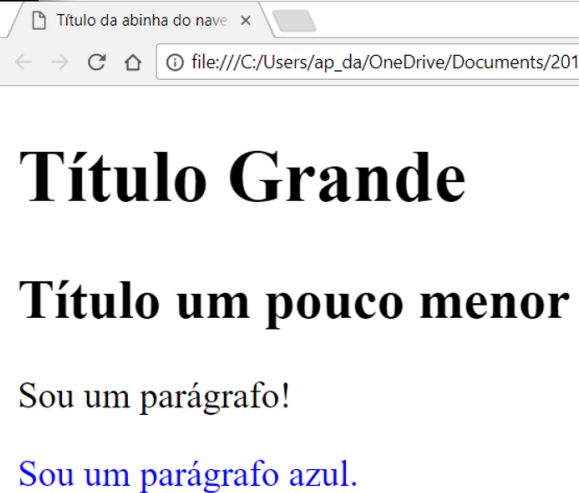 Título da abinha do nave
file:///C:/Users/ap_da/OneDrive/Documents/201
Título Grande
Título um pouco menor
Sou um parágrafo!
Sou um parágrafo azul.